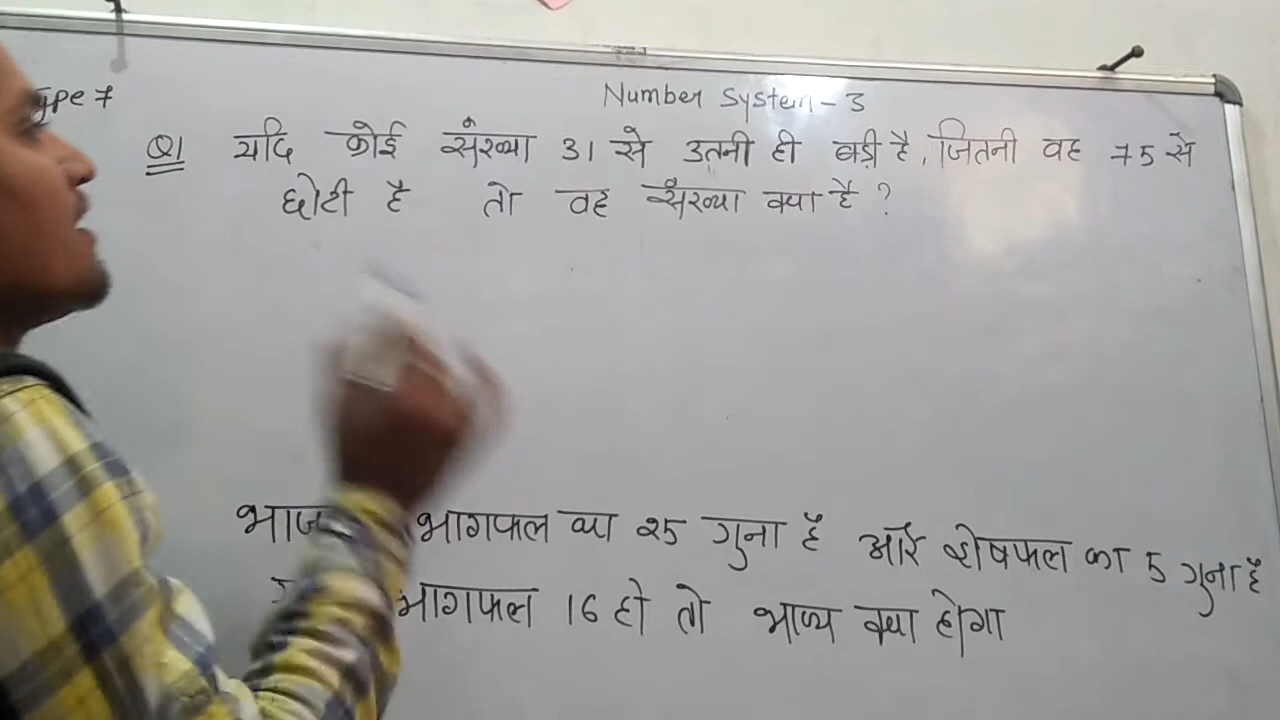 ype 7
Number System - 3
Q1 यदि कोई संख्या 31 से उतनी ही बड़ी है, जितनी वह 75 से
छोटी है तो वह संख्या क्या है ?
भागफल का 25 गुना है और शेषफल का 5 गुना है
भागफल 16 हो तो भाज्य क्या होगा